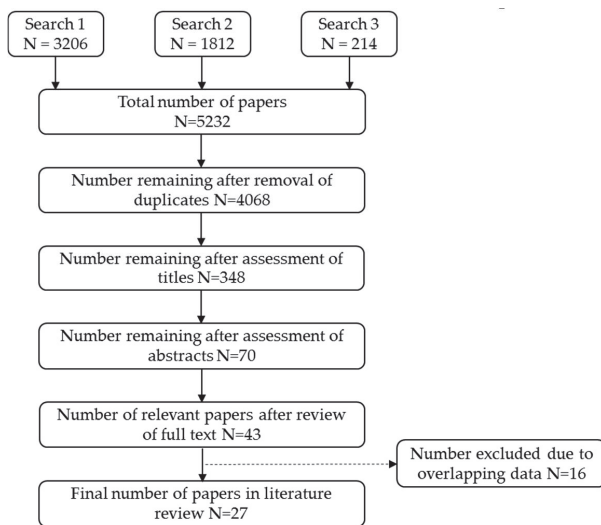 Search 1
N = 3206
Search 2
N = 1812
Search 3
N = 214
Total number of papers
N=5232
Number remaining after removal of
duplicates N=4068
Number remaining after assessment of
titles N=348
Number remaining after assessment of
abstracts N=70
Number of relevant papers after review
of full text N=43
Number excluded due to
overlapping data N=16
Final number of papers in literature
review N=27